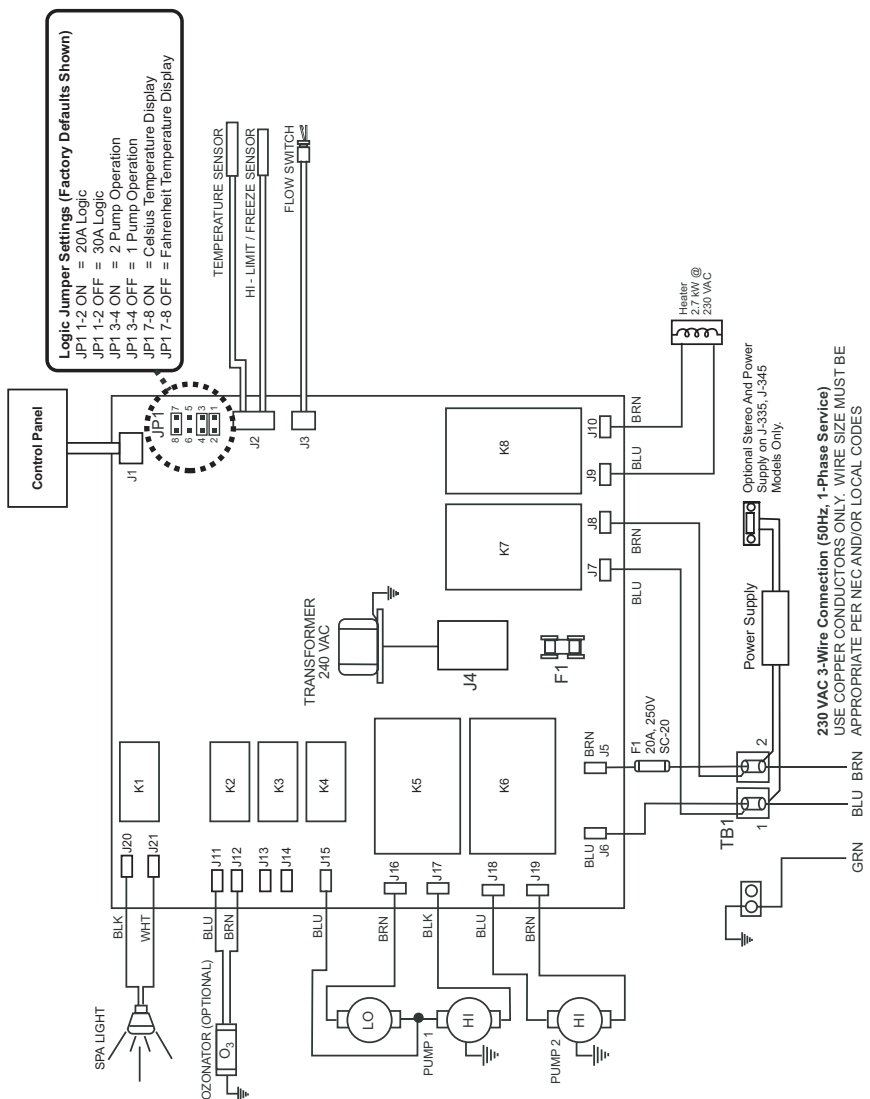 Control Panel
Logic Jumper Settings (Factory Defaults Shown)
JP1 1-2 ON = 20A Logic
JP1 1-2 OFF = 30A Logic
JP1 3-4 ON = 2 Pump Operation
JP1 3-4 OFF = 1 Pump Operation
JP1 7-8 ON = Celsius Temperature Display
JP1 7-8 OFF = Fahrenheit Temperature Display
J1
JP1
8 7
6 5
4 3
2 1
J2
J3
TEMPERATURE SENSOR
HI - LIMIT / FREEZE SENSOR
FLOW SWITCH
SPA LIGHT
BLK
WHT
J20
J21
K1
OZONATOR (OPTIONAL)
O3
BLU
BRN
J11
J12
J13
J14
K2
K3
K4
J15
BLU
TRANSFORMER
240 VAC
J4
F1
K5
K6
K7
K8
J16
J17
J18
J19
BRN
BLK
BLU
BRN
LO
HI
PUMP 1
HI
PUMP 2
BLU
J6
BRN
J5
F1
20A, 250V
SC-20
J7
J8
J9
J10
BLU
BRN
BLU
BRN
Heater
2.7 kW @
230 VAC
TB1
1
2
Power Supply
Optional Stereo And Power
Supply on J-335, J-345
Models Only.
GRN
BLU
BRN
230 VAC 3-Wire Connection (50Hz, 1-Phase Service)
USE COPPER CONDUCTORS ONLY. WIRE SIZE MUST BE
APPROPRIATE PER NEC AND/OR LOCAL CODES